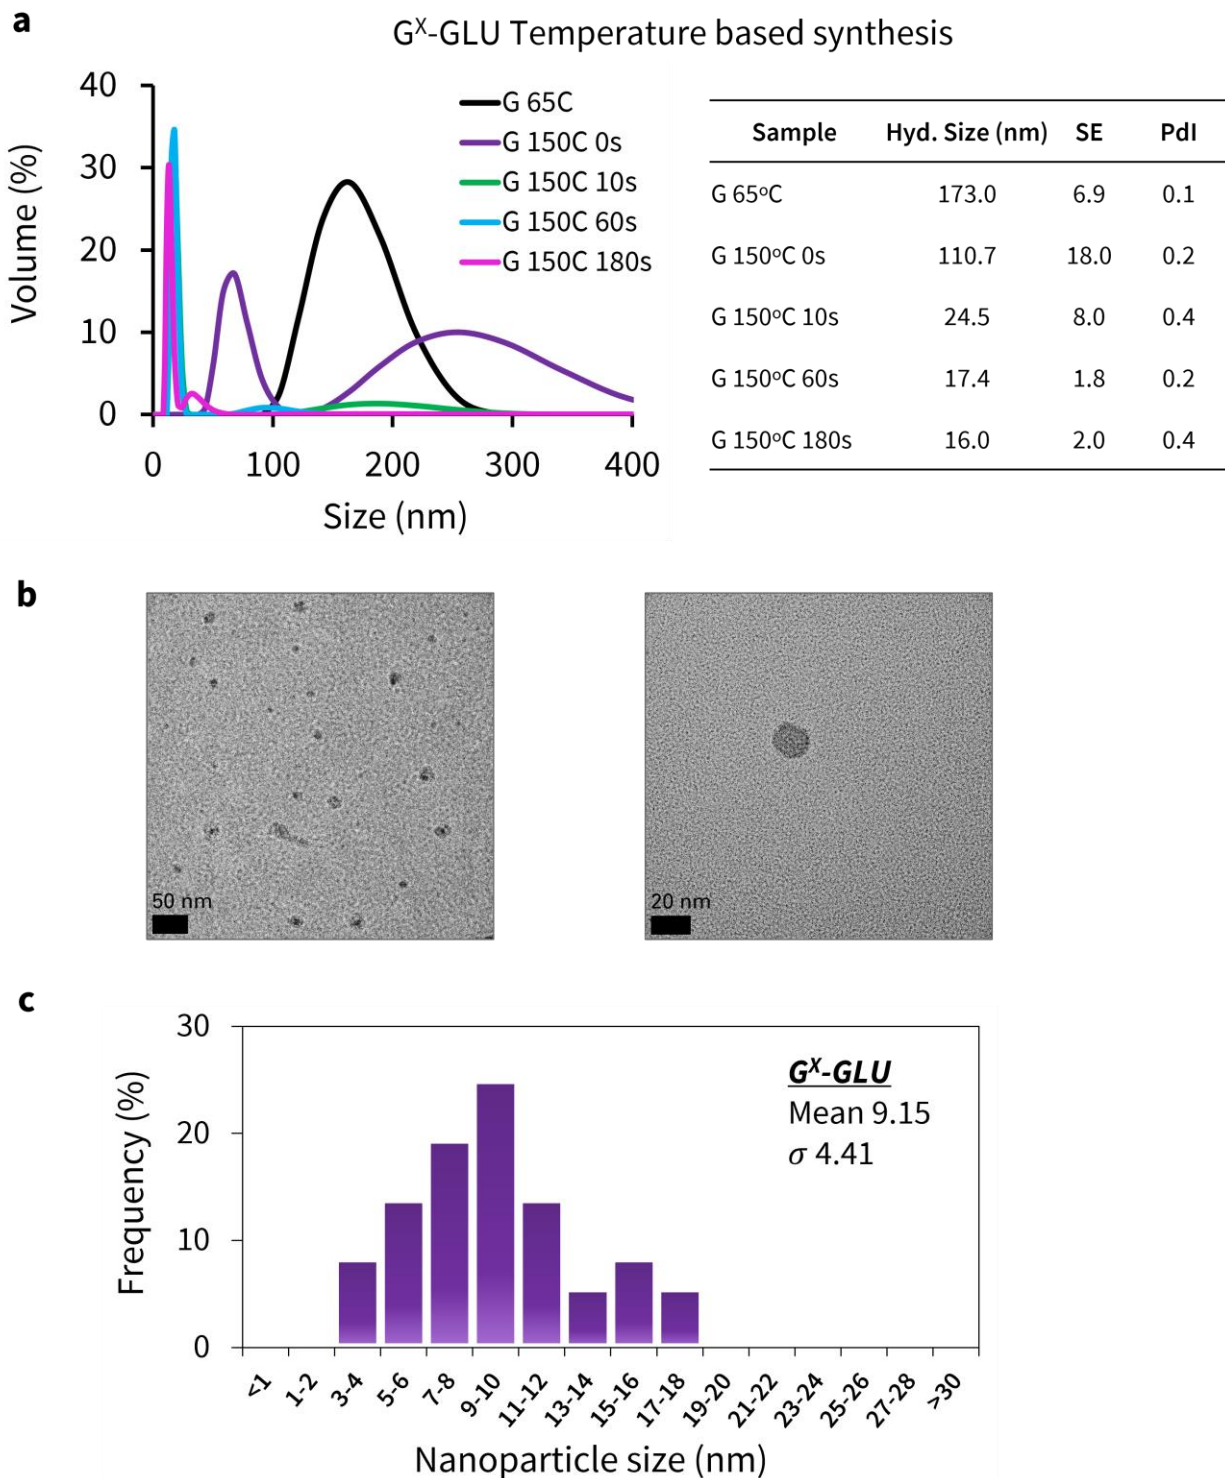 a
Gˣ-GLU Temperature based synthesis
40
30
20
10
0
Volume (%)
0 100 200 300 400
Size (nm)
G 65C
G 150C 0s
G 150C 10s
G 150C 60s
G 150C 180s
Sample Hyd. Size (nm) SE PdI
G 65ºC 173.0 6.9 0.1
G 150ºC 0s 110.7 18.0 0.2
G 150ºC 10s 24.5 8.0 0.4
G 150ºC 60s 17.4 1.8 0.2
G 150ºC 180s 16.0 2.0 0.4
b
50 nm
20 nm
c
30
20
10
0
Frequency (%)
Gˣ-GLU
Mean 9.15
σ 4.41
<1 1-2 3-4 5-6 7-8 9-10 11-12 13-14 15-16 17-18 19-20 21-22 23-24 25-26 27-28 >30
Nanoparticle size (nm)